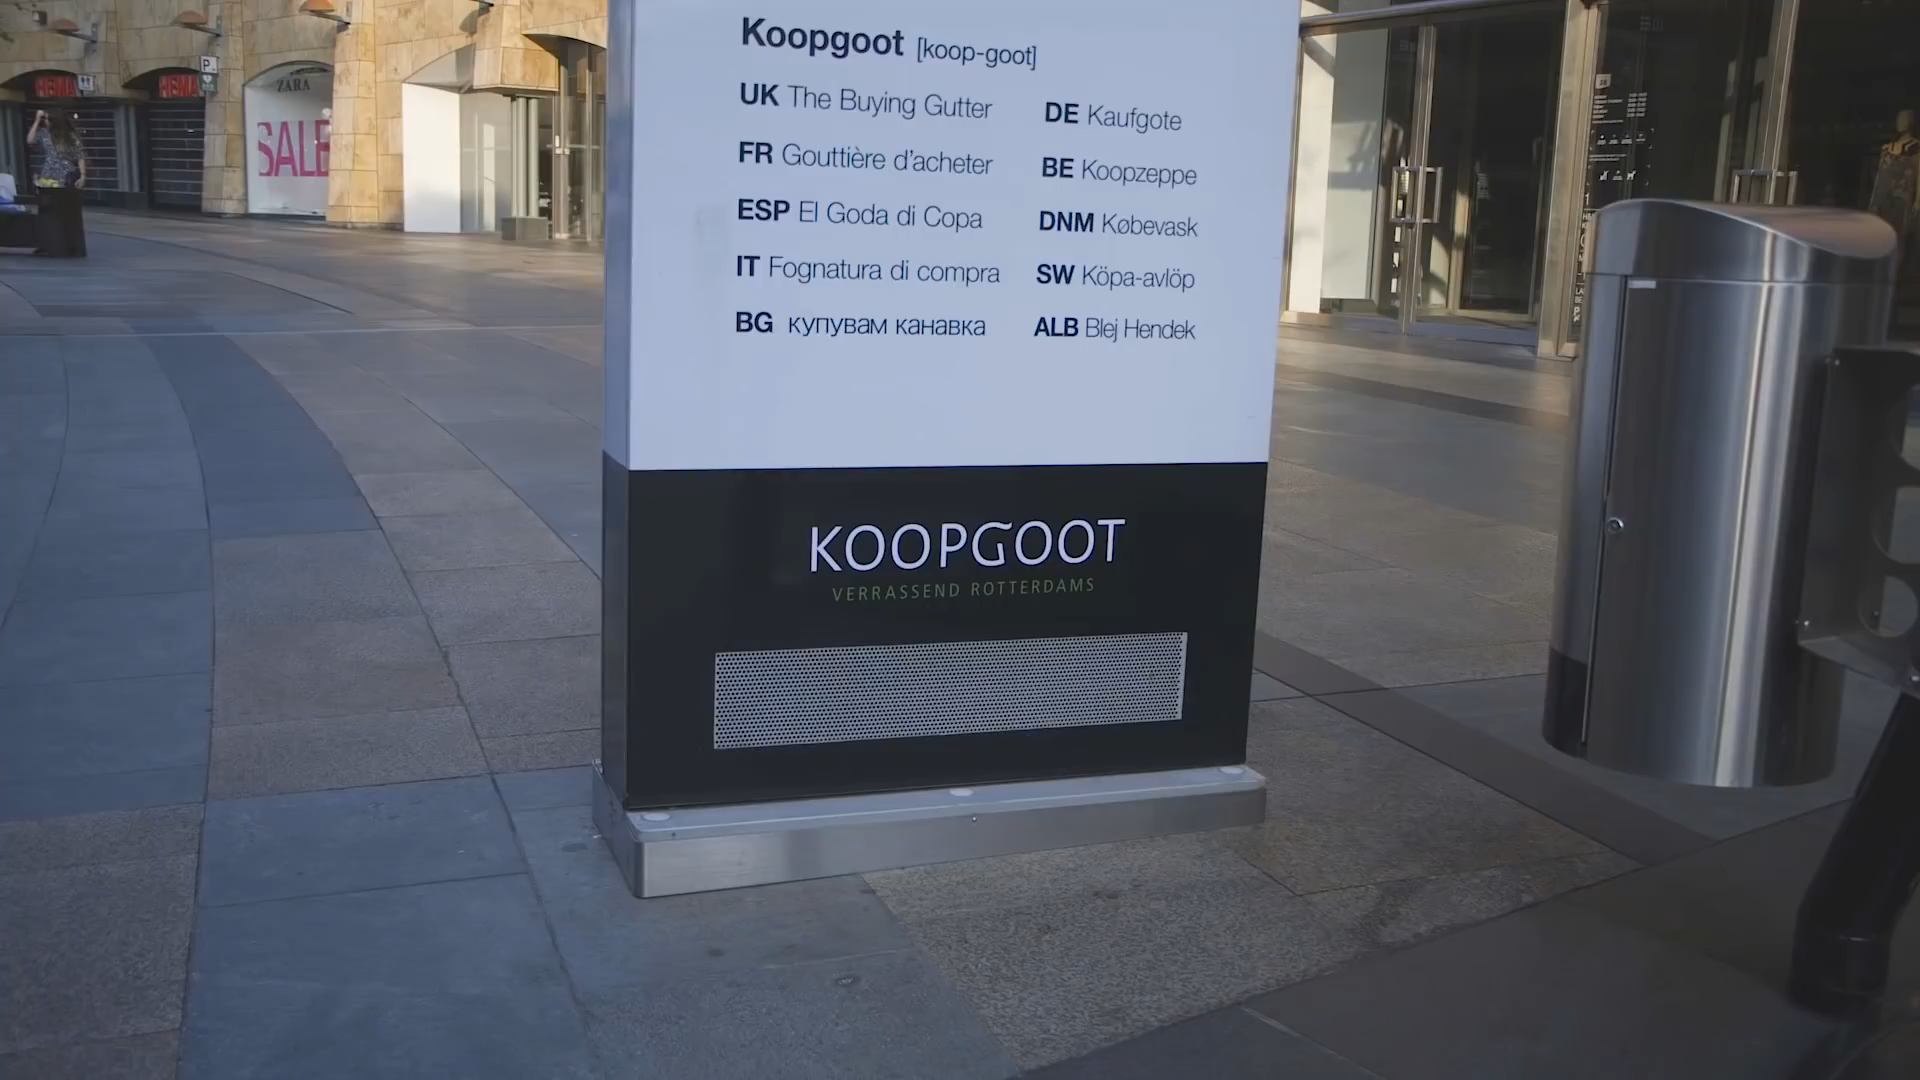 Koopgoot [koop-goot]
UK The Buying Gutter
FR Gouttière d'acheter
ESP El Goda di Copa
IT Fognatura di compra
BG купувам канавка
DE Kaufgote
BE Koopzeppe
DNM Købevask
SW Köpa-avlöp
ALB Blej Hendek
KOOPGOOT
VERRASSEND ROTTERDAMS
HEMA
HEMA
P
ZARA
SALE